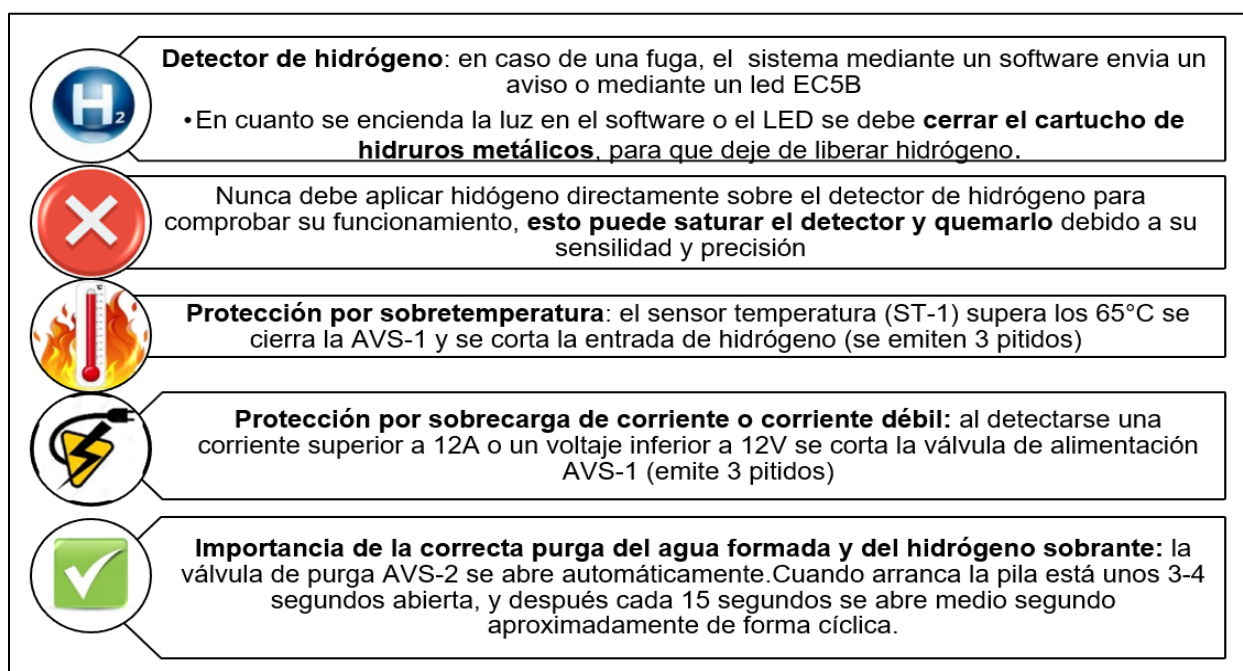 H2
Detector de hidrógeno: en caso de una fuga, el sistema mediante un software envia un
aviso o mediante un led EC5B
•En cuanto se encienda la luz en el software o el LED se debe cerrar el cartucho de
hidruros metálicos, para que deje de liberar hidrógeno.
Nunca debe aplicar hidógeno directamente sobre el detector de hidrógeno para
comprobar su funcionamiento, esto puede saturar el detector y quemarlo debido a su
sensilidad y precisión
°C
Protección por sobretemperatura: el sensor temperatura (ST-1) supera los 65°C se
cierra la AVS-1 y se corta la entrada de hidrógeno (se emiten 3 pitidos)
Protección por sobrecarga de corriente o corriente débil: al detectarse una
corriente superior a 12A o un voltaje inferior a 12V se corta la válvula de alimentación
AVS-1 (emite 3 pitidos)
Importancia de la correcta purga del agua formada y del hidrógeno sobrante: la
válvula de purga AVS-2 se abre automáticamente.Cuando arranca la pila está unos 3-4
segundos abierta, y después cada 15 segundos se abre medio segundo
aproximadamente de forma cíclica.